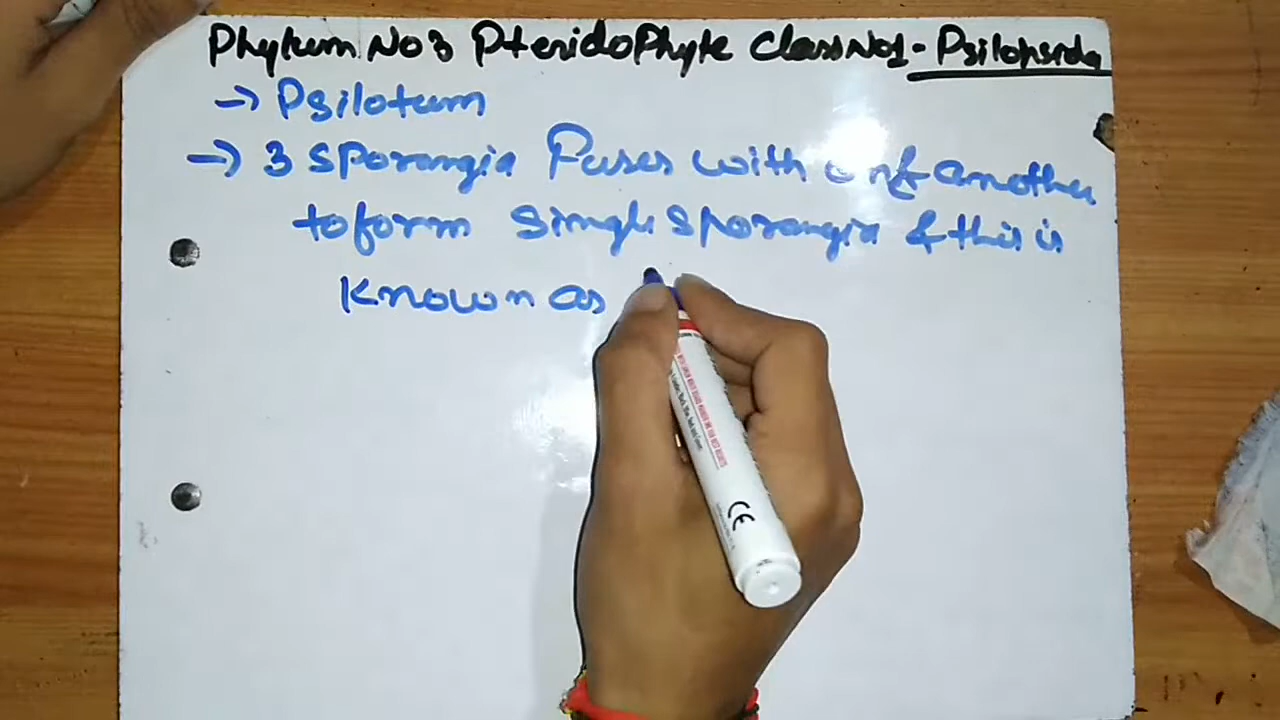 Phylum No 3 Pteridophyte Class No 1 - Psilopsida
→ Psilotum
→ 3 sporangia Fuses with one another
to form single sporangia & this is
Known as
CE